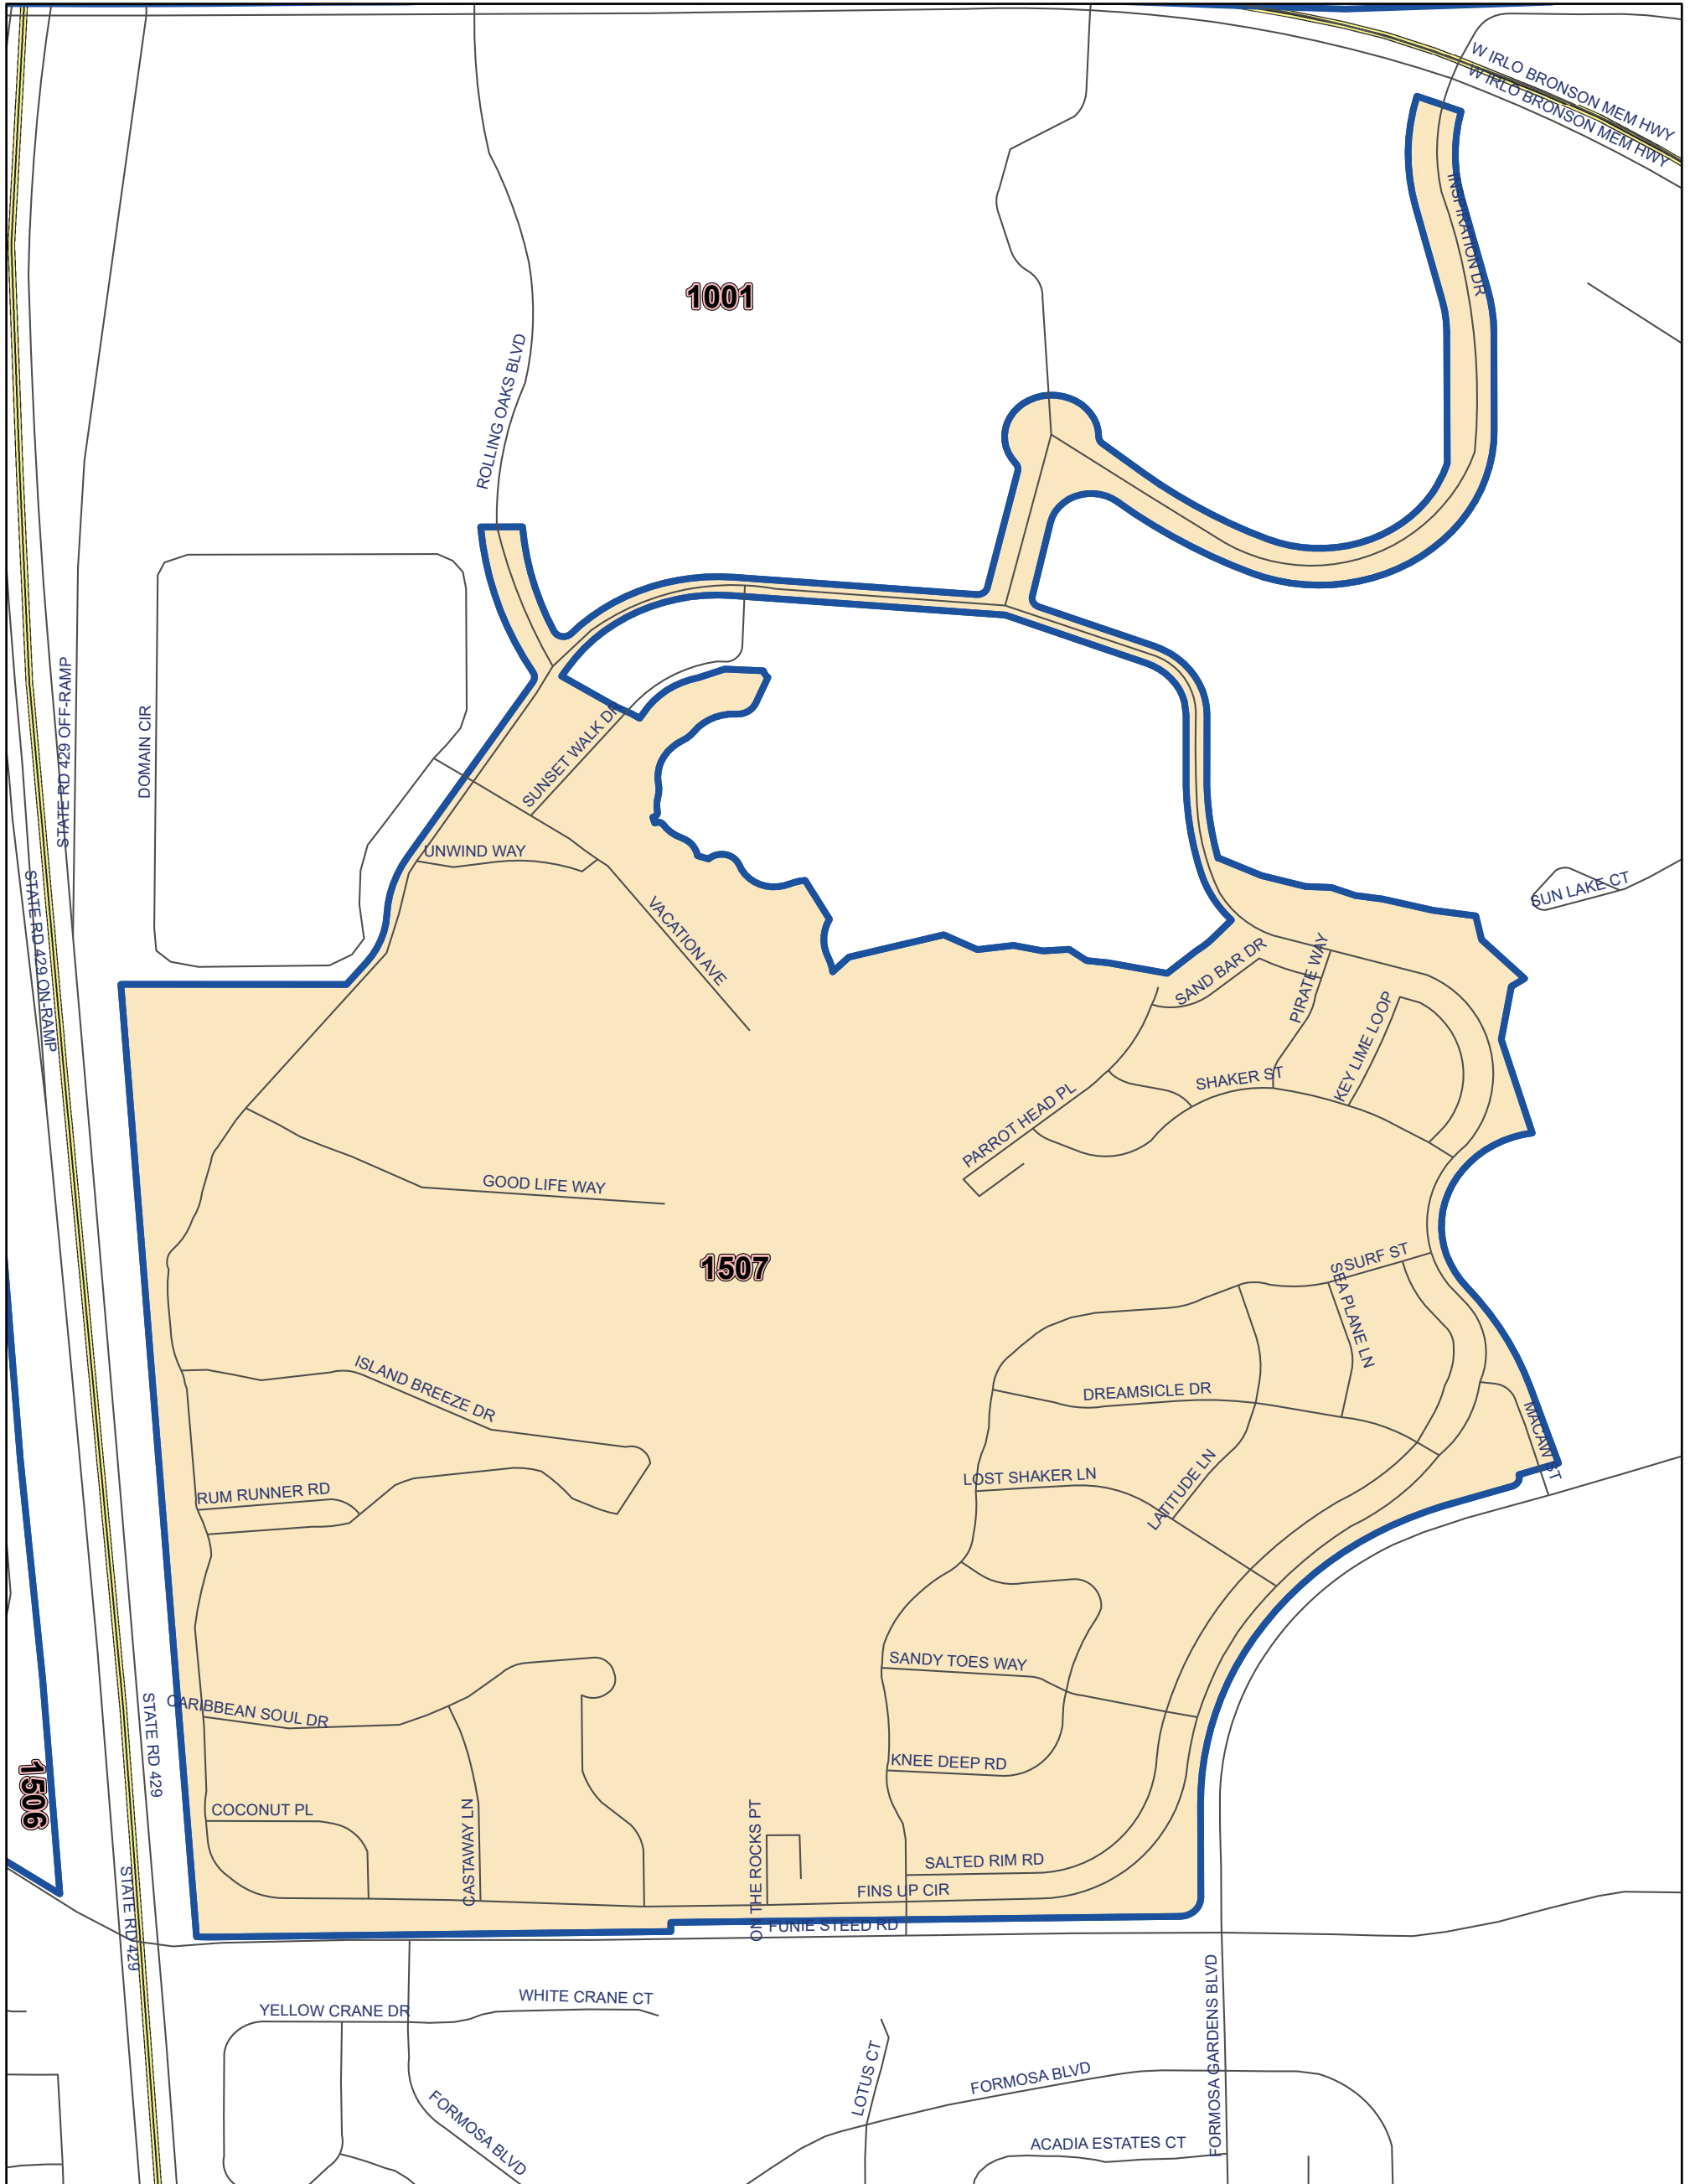 W IRLO BRONSON MEM HWY
W IRLO BRONSON MEM HWY
INSPIRATION DR
1001
ROLLING OAKS BLVD
STATE RD 429 OFF-RAMP
DOMAIN CIR
SUNSET WALK DR
UNWIND WAY
STATE RD 429 ON-RAMP
VACATION AVE
SUN LAKE CT
SAND BAR DR
PIRATE WAY
KEY LIME LOOP
SHAKER ST
PARROT HEAD PL
GOOD LIFE WAY
1507
SURF ST
SEA PLANE LN
ISLAND BREEZE DR
DREAMSICLE DR
MACAW ST
LOST SHAKER LN
LATITUDE LN
RUM RUNNER RD
SANDY TOES WAY
CARIBBEAN SOUL DR
STATE RD 429
KNEE DEEP RD
1506
COCONUT PL
CASTAWAY LN
ON THE ROCKS PT
SALTED RIM RD
FINS UP CIR
FUNIE STEED RD
STATE RD 429
YELLOW CRANE DR
WHITE CRANE CT
FORMOSA GARDENS BLVD
LOTUS CT
FORMOSA BLVD
FORMOSA BLVD
ACADIA ESTATES CT